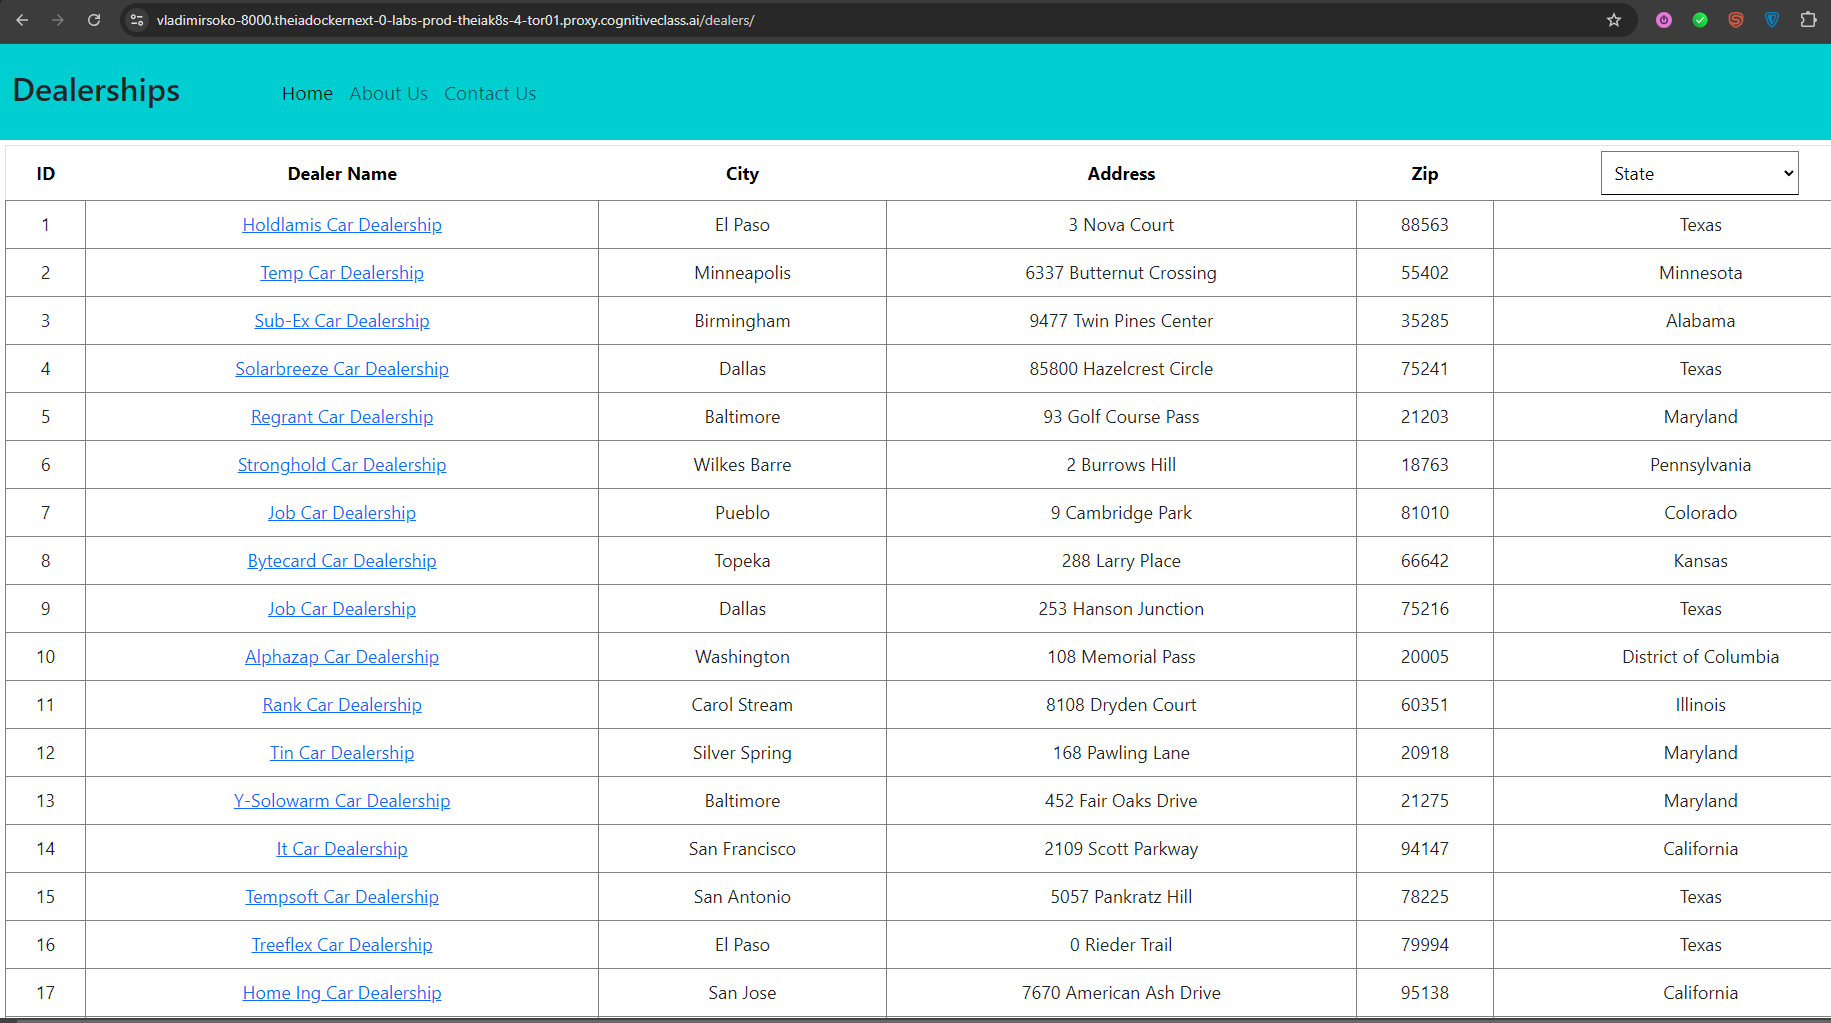 vladimirsoko-8000.theiadockernext-0-labs-prod-theiak8s-4-tor01.proxy.cognitiveclass.ai/dealers/
Dealerships Home About Us Contact Us
ID Dealer Name City Address Zip State
1 Holdlamis Car Dealership El Paso 3 Nova Court 88563 Texas
2 Temp Car Dealership Minneapolis 6337 Butternut Crossing 55402 Minnesota
3 Sub-Ex Car Dealership Birmingham 9477 Twin Pines Center 35285 Alabama
4 Solarbreeze Car Dealership Dallas 85800 Hazelcrest Circle 75241 Texas
5 Regrant Car Dealership Baltimore 93 Golf Course Pass 21203 Maryland
6 Stronghold Car Dealership Wilkes Barre 2 Burrows Hill 18763 Pennsylvania
7 Job Car Dealership Pueblo 9 Cambridge Park 81010 Colorado
8 Bytecard Car Dealership Topeka 288 Larry Place 66642 Kansas
9 Job Car Dealership Dallas 253 Hanson Junction 75216 Texas
10 Alphazap Car Dealership Washington 108 Memorial Pass 20005 District of Columbia
11 Rank Car Dealership Carol Stream 8108 Dryden Court 60351 Illinois
12 Tin Car Dealership Silver Spring 168 Pawling Lane 20918 Maryland
13 Y-Solowarm Car Dealership Baltimore 452 Fair Oaks Drive 21275 Maryland
14 It Car Dealership San Francisco 2109 Scott Parkway 94147 California
15 Tempsoft Car Dealership San Antonio 5057 Pankratz Hill 78225 Texas
16 Treeflex Car Dealership El Paso 0 Rieder Trail 79994 Texas
17 Home Ing Car Dealership San Jose 7670 American Ash Drive 95138 California